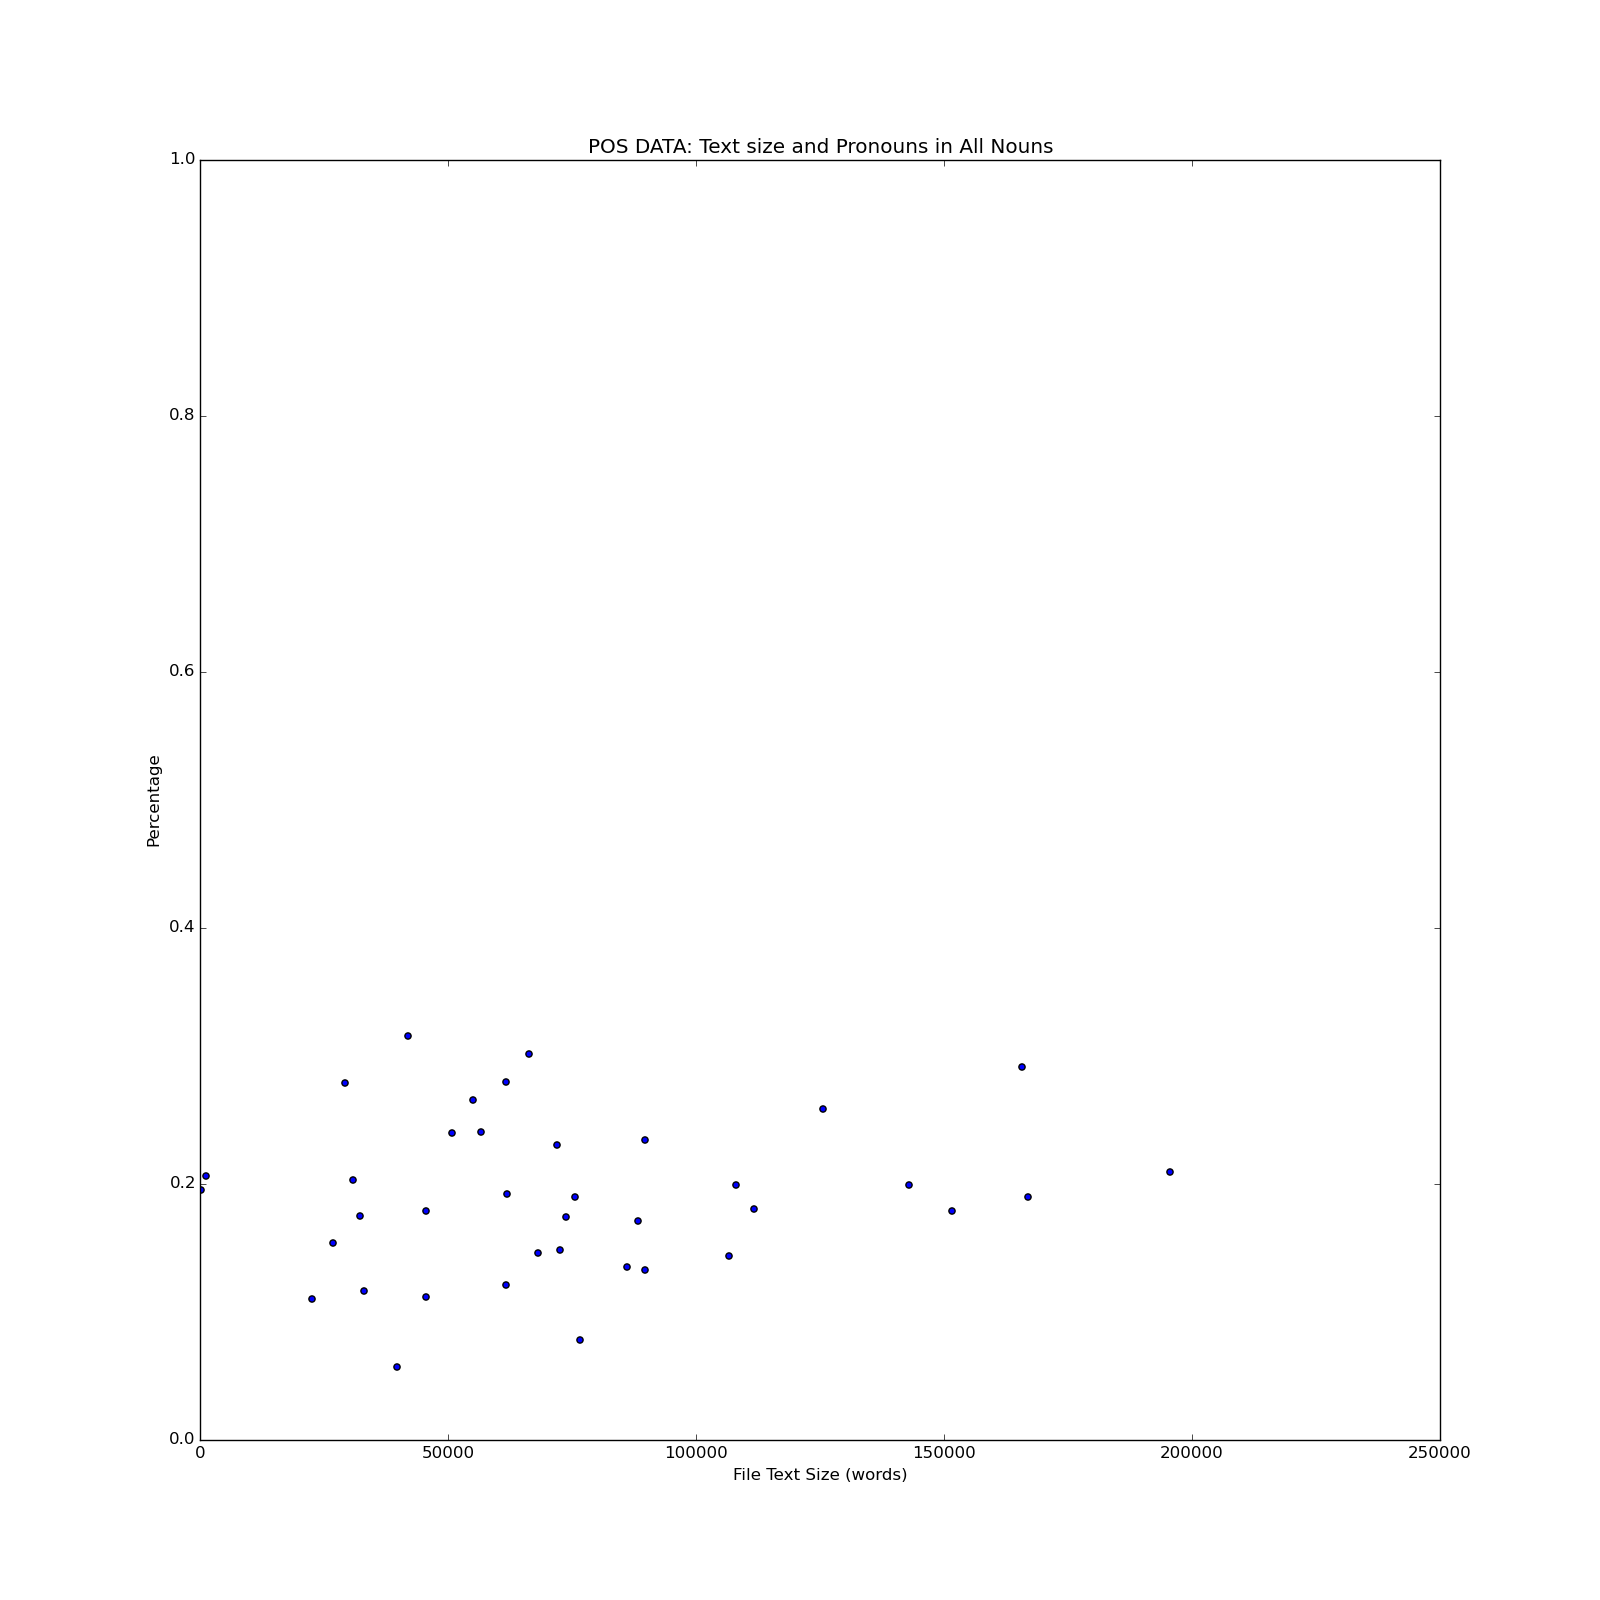 POS DATA: Text size and Pronouns in All Nouns
1.0
0.8
0.6
0.4
0.2
0.0
Percentage
0 50000 100000 150000 200000 250000
File Text Size (words)